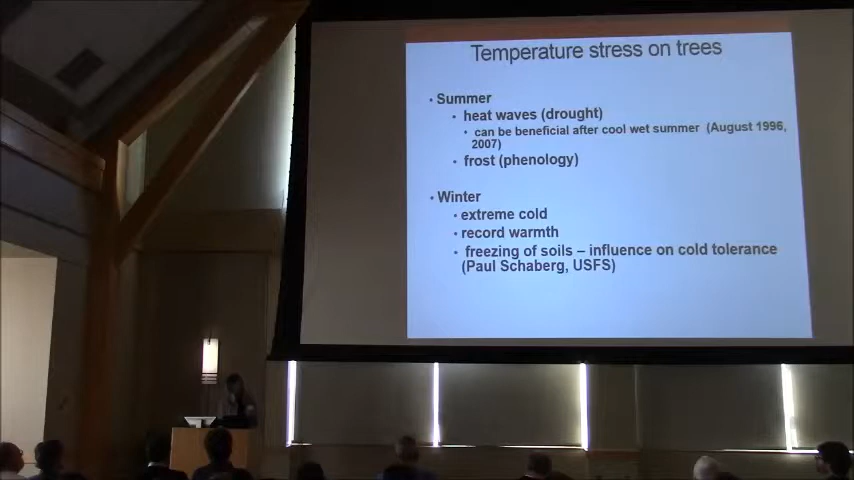 Temperature stress on trees
• Summer
• heat waves (drought)
• can be beneficial after cool wet summer (August 1996,
2007)
• frost (phenology)
• Winter
• extreme cold
• record warmth
• freezing of soils – influence on cold tolerance
(Paul Schaberg, USFS)